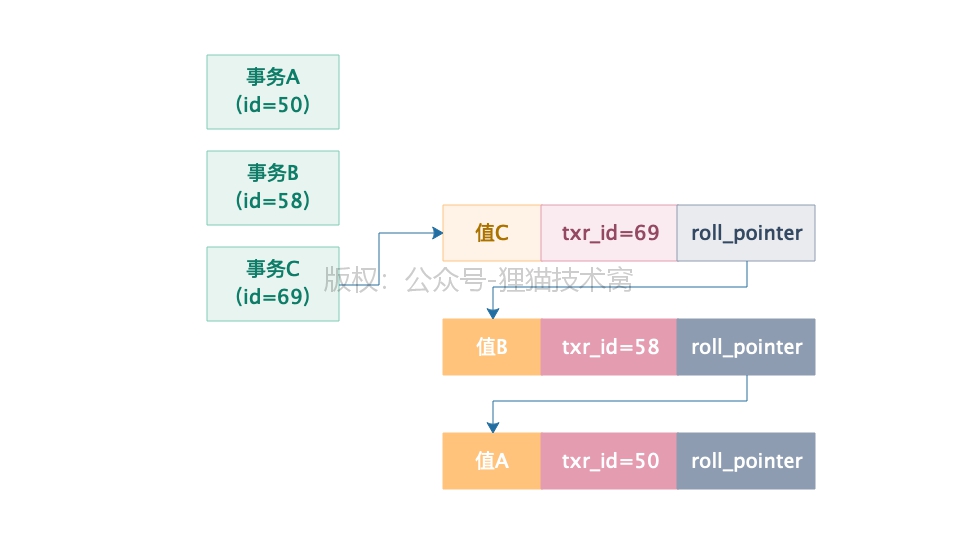 事务A
(id=50)
事务B
(id=58)
事务C
(id=69)
值C txr_id=69 roll_pointer
版权：公众号-狸猫技术窝
值B txr_id=58 roll_pointer
值A txr_id=50 roll_pointer